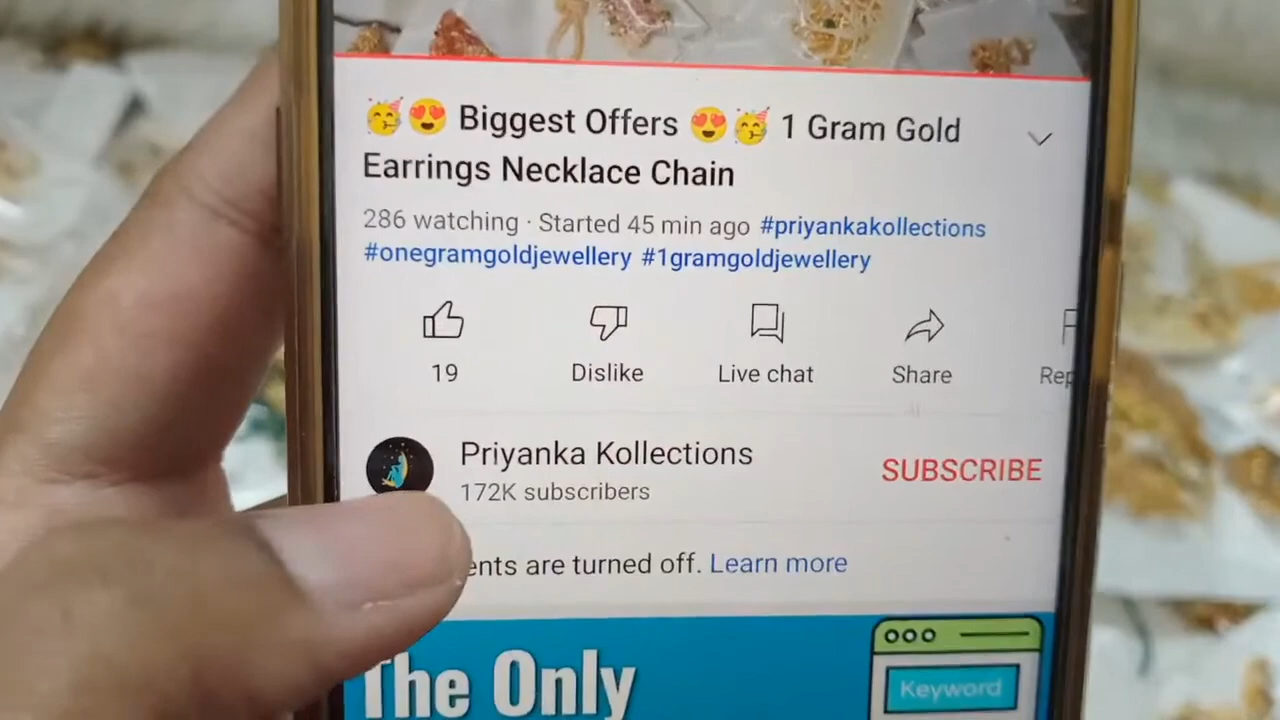 🥳😍 Biggest Offers 😍🥳 1 Gram Gold
Earrings Necklace Chain
286 watching · Started 45 min ago #priyankakollections
#onegramgoldjewellery #1gramgoldjewellery
19 Dislike Live chat Share
Priyanka Kollections
172K subscribers
SUBSCRIBE
are turned off. Learn more
The Only
Keyword